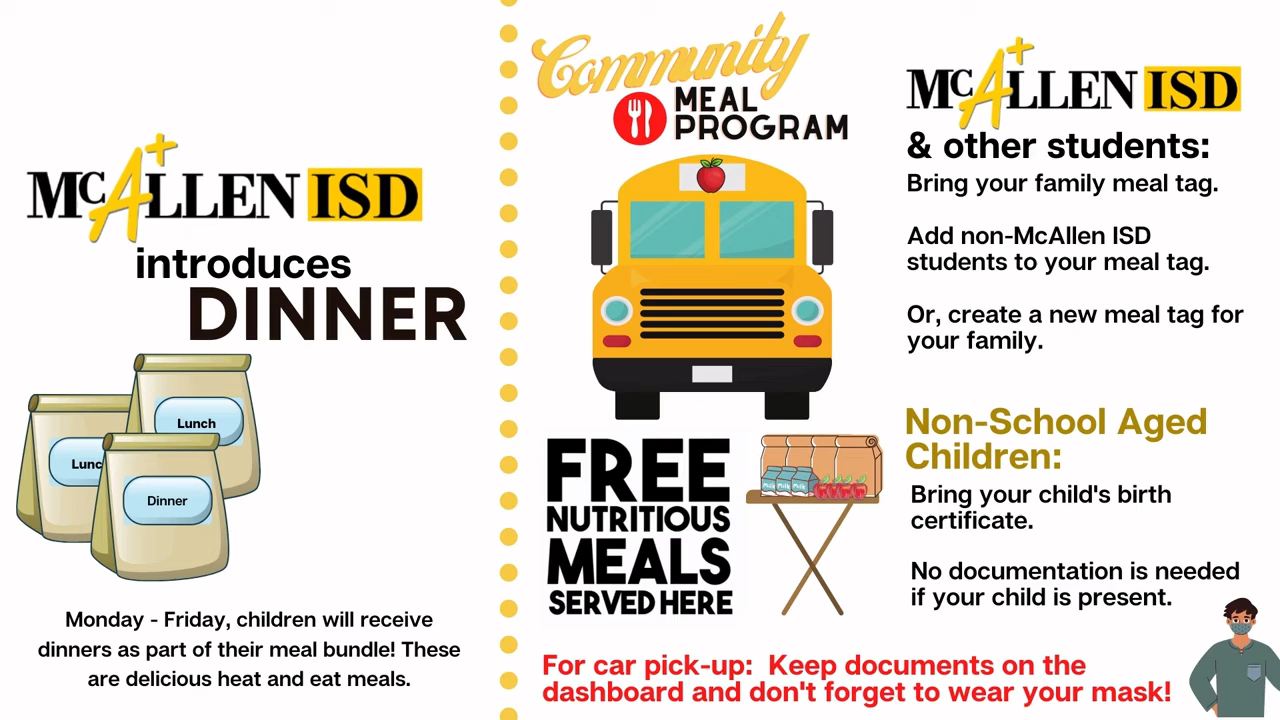 McALLEN ISD
introduces
DINNER
Lunch
Lunc
Dinner
Monday - Friday, children will receive
dinners as part of their meal bundle! These
are delicious heat and eat meals.
Community
MEAL
PROGRAM
FREE
NUTRITIOUS
MEALS
SERVED HERE
Milk Milk Milk
McALLEN ISD
& other students:
Bring your family meal tag.
Add non-McAllen ISD
students to your meal tag.
Or, create a new meal tag for
your family.
Non-School Aged
Children:
Bring your child's birth
certificate.
No documentation is needed
if your child is present.
For car pick-up:  Keep documents on the
dashboard and don't forget to wear your mask!